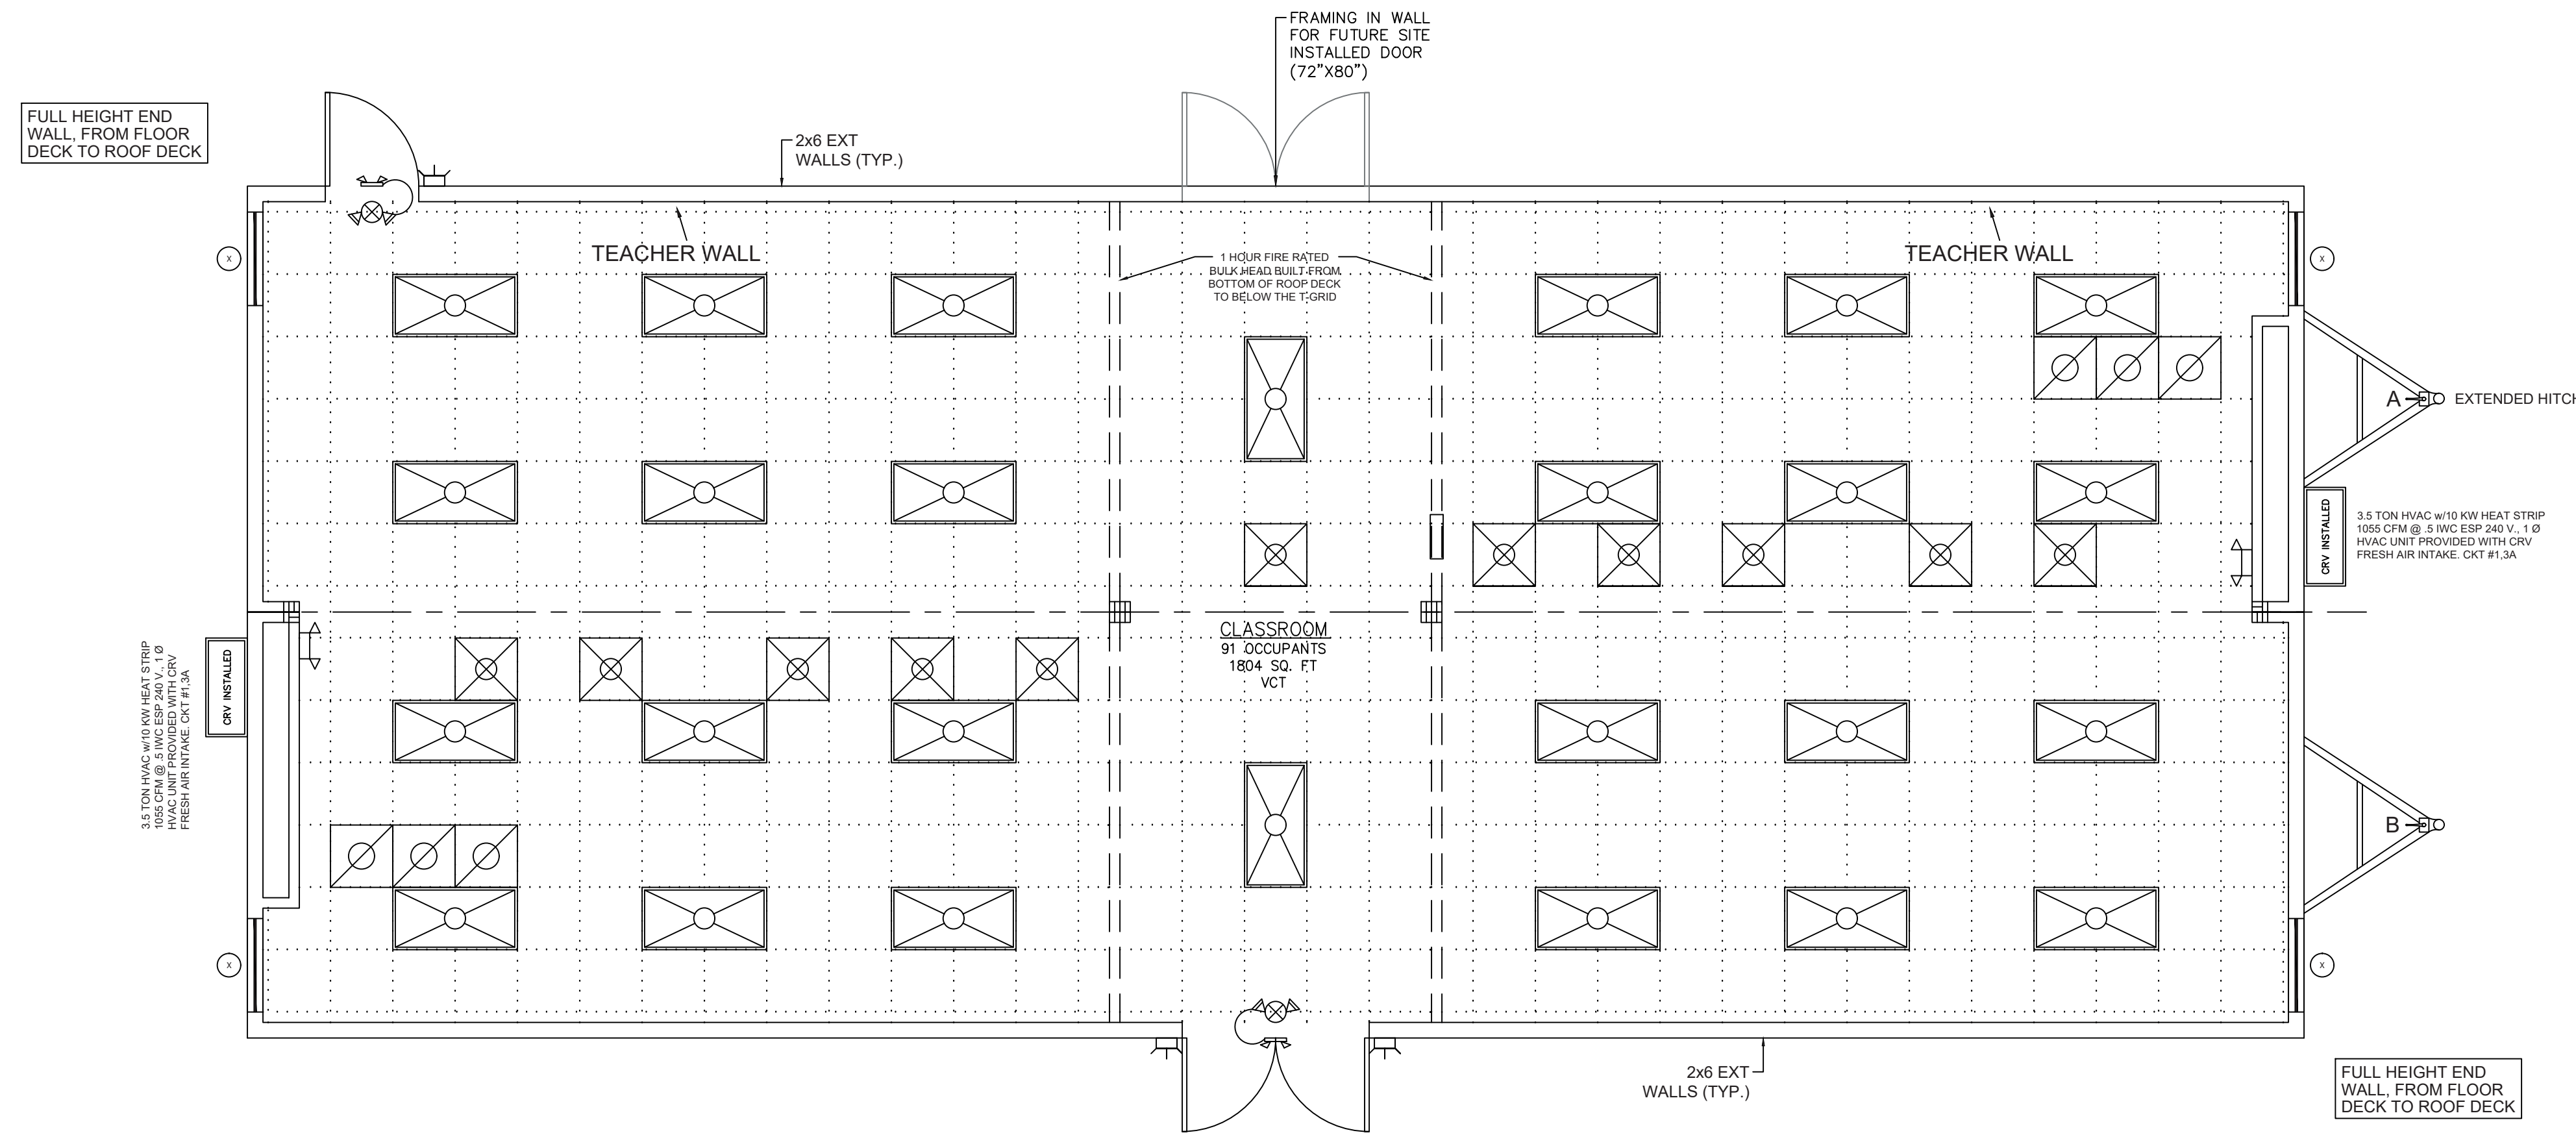 FRAMING IN WALL
FOR FUTURE SITE
INSTALLED DOOR
(72"X80")
FULL HEIGHT END
WALL, FROM FLOOR
DECK TO ROOF DECK
2x6 EXT
WALLS (TYP.)
TEACHER WALL
1 HOUR FIRE RATED
BULK HEAD BUILT FROM
BOTTOM OF ROOP DECK
TO BELOW THE T-GRID
TEACHER WALL
X
X
A
EXTENDED HITCH
CRV INSTALLED
3.5 TON HVAC w/10 KW HEAT STRIP
1055 CFM @ .5 IWC ESP 240 V., 1 Ø
HVAC UNIT PROVIDED WITH CRV
FRESH AIR INTAKE. CKT #1,3A
CLASSROOM
91 OCCUPANTS
1804 SQ. FT
VCT
3.5 TON HVAC w/10 KW HEAT STRIP
1055 CFM @ .5 IWC ESP 240 V., 1 Ø
HVAC UNIT PROVIDED WITH CRV
FRESH AIR INTAKE. CKT #1,3A
CRV INSTALLED
B
X
X
2x6 EXT
WALLS (TYP.)
FULL HEIGHT END
WALL, FROM FLOOR
DECK TO ROOF DECK